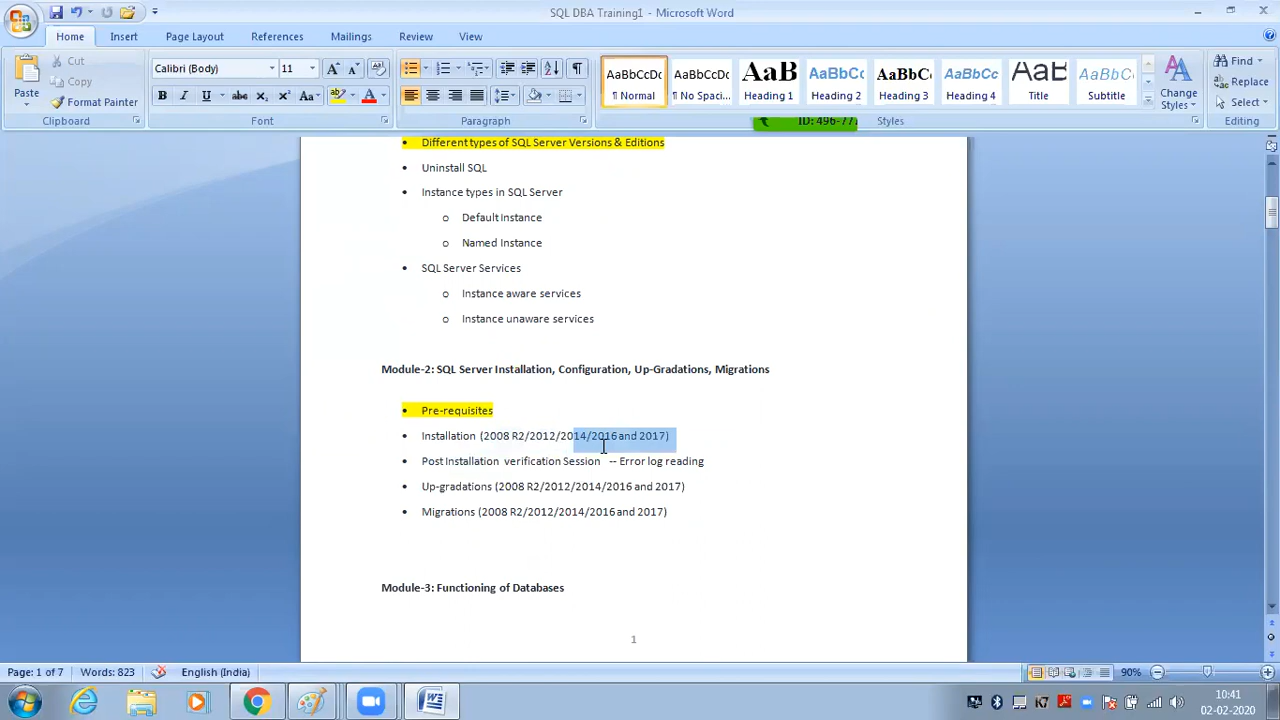 SQL DBA Training1 - Microsoft Word
Home Insert Page Layout References Mailings Review View
Paste
Cut
Copy
Format Painter
Clipboard
Calibri (Body) 11
Font
Paragraph
AaBbCcDc AaBbCcDc AaB AaBbCc AaBbCc AaBbCc AaB AaBbCc
¶ Normal ¶ No Spaci... Heading 1 Heading 2 Heading 3 Heading 4 Title Subtitle
Change Styles
Styles
Find
Replace
Select
Editing
ID: 496-77
• Different types of SQL Server Versions & Editions
• Uninstall SQL
• Instance types in SQL Server
o Default Instance
o Named Instance
• SQL Server Services
o Instance aware services
o Instance unaware services
Module-2: SQL Server Installation, Configuration, Up-Gradations, Migrations
• Pre-requisites
• Installation (2008 R2/2012/2014/2016 and 2017)
• Post Installation verification Session -- Error log reading
• Up-gradations (2008 R2/2012/2014/2016 and 2017)
• Migrations (2008 R2/2012/2014/2016 and 2017)
Module-3: Functioning of Databases
1
Page: 1 of 7 Words: 823 English (India) 90%
10:41
02-02-2020